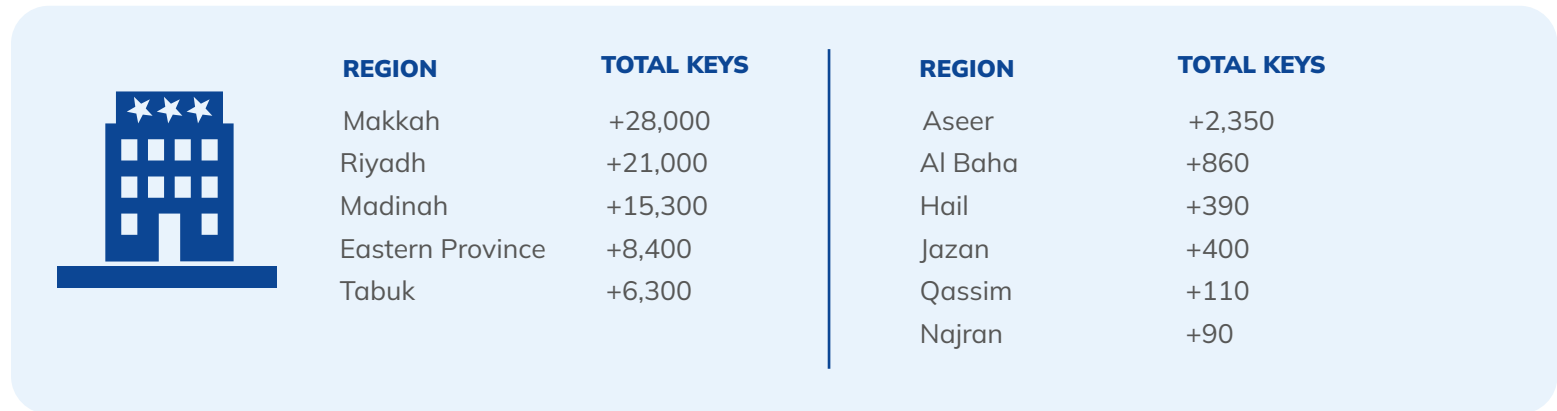 REGION TOTAL KEYS
Makkah +28,000
Riyadh +21,000
Madinah +15,300
Eastern Province +8,400
Tabuk +6,300
REGION TOTAL KEYS
Aseer +2,350
Al Baha +860
Hail +390
Jazan +400
Qassim +110
Najran +90